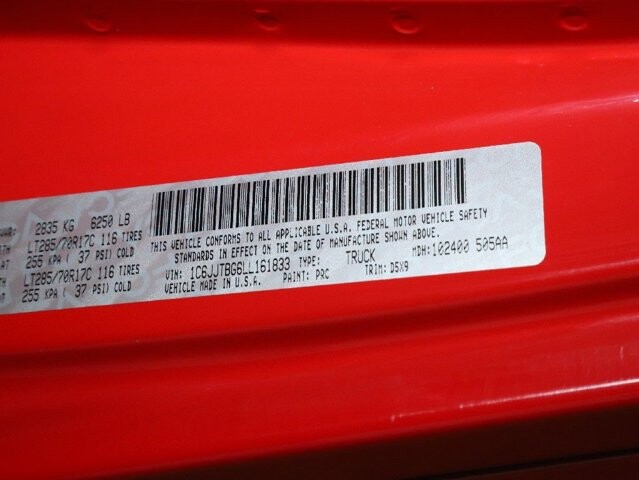 GVWR: 2835 KG 6250 LB
LT285/70R17C 116 TIRES
255 KPA ( 37 PSI) COLD
LT285/70R17C 116 TIRES
255 KPA ( 37 PSI) COLD
VEHICLE CONFORMS TO ALL APPLICABLE U.S.A. FEDERAL MOTOR VEHICLE SAFETY
STANDARDS IN EFFECT ON THE DATE OF MANUFACTURE SHOWN ABOVE.
VIN: 1C6JJTBG6LL161833 TYPE: TRUCK MDH: 102400 505AA
VEHICLE MADE IN U.S.A. PAINT: PRC TRIM: D5X9